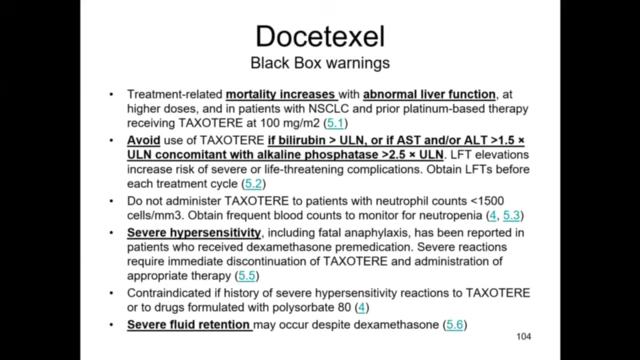 Docetexel
Black Box warnings
• Treatment-related mortality increases with abnormal liver function, at
higher doses, and in patients with NSCLC and prior platinum-based therapy
receiving TAXOTERE at 100 mg/m2 (5.1)
• Avoid use of TAXOTERE if bilirubin > ULN, or if AST and/or ALT >1.5 ×
ULN concomitant with alkaline phosphatase >2.5 × ULN. LFT elevations
increase risk of severe or life-threatening complications. Obtain LFTs before
each treatment cycle (5.2)
• Do not administer TAXOTERE to patients with neutrophil counts <1500
cells/mm3. Obtain frequent blood counts to monitor for neutropenia (4, 5.3)
• Severe hypersensitivity, including fatal anaphylaxis, has been reported in
patients who received dexamethasone premedication. Severe reactions
require immediate discontinuation of TAXOTERE and administration of
appropriate therapy (5.5)
• Contraindicated if history of severe hypersensitivity reactions to TAXOTERE
or to drugs formulated with polysorbate 80 (4)
• Severe fluid retention may occur despite dexamethasone (5.6)
104